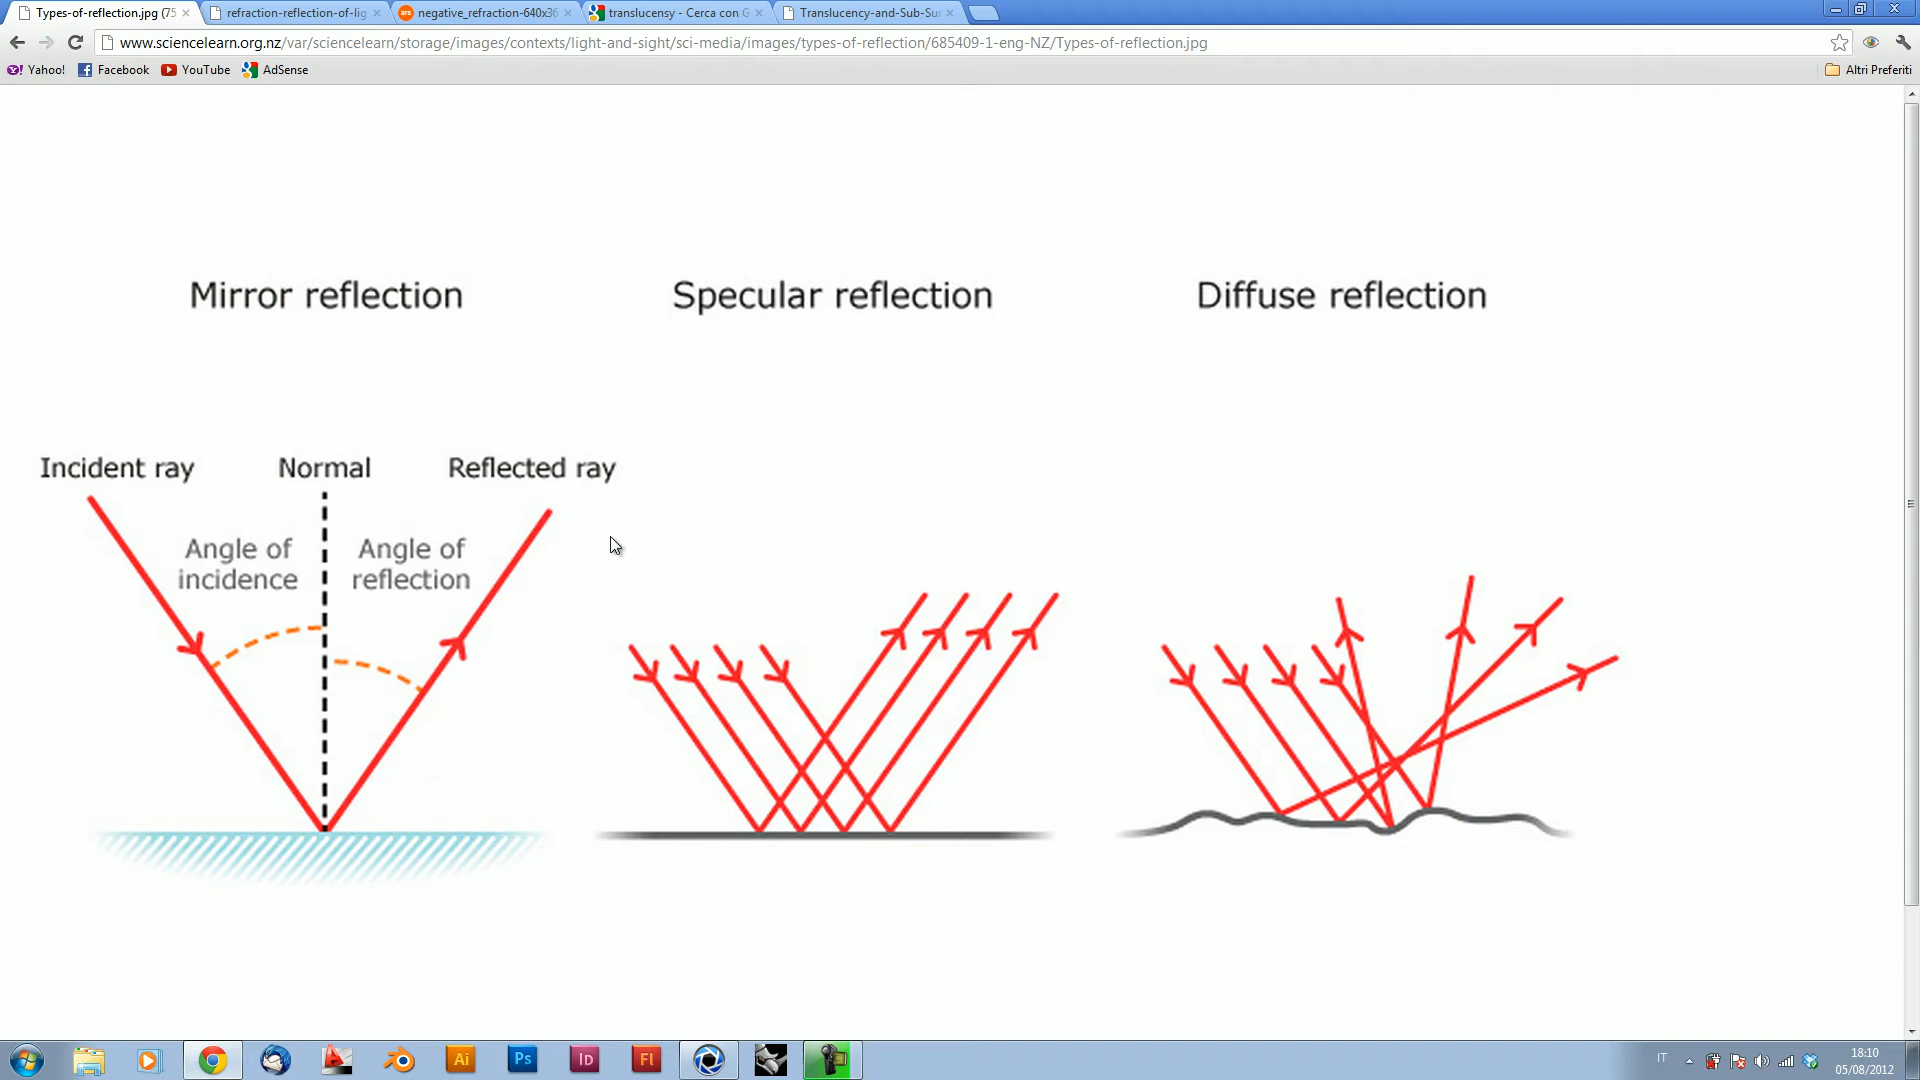 Types-of-reflection.jpg (75
refraction-reflection-of-lig
ars
negative_refraction-640x36
translucensy - Cerca con G
Translucency-and-Sub-Su
www.sciencelearn.org.nz/var/sciencelearn/storage/images/contexts/light-and-sight/sci-media/images/types-of-reflection/685409-1-eng-NZ/Types-of-reflection.jpg
Yahoo!
Facebook
YouTube
AdSense
Altri Preferiti
Mirror reflection
Specular reflection
Diffuse reflection
Incident ray
Normal
Reflected ray
Angle of
incidence
Angle of
reflection
Ai
Ps
Id
Fl
IT
18:10
05/08/2012